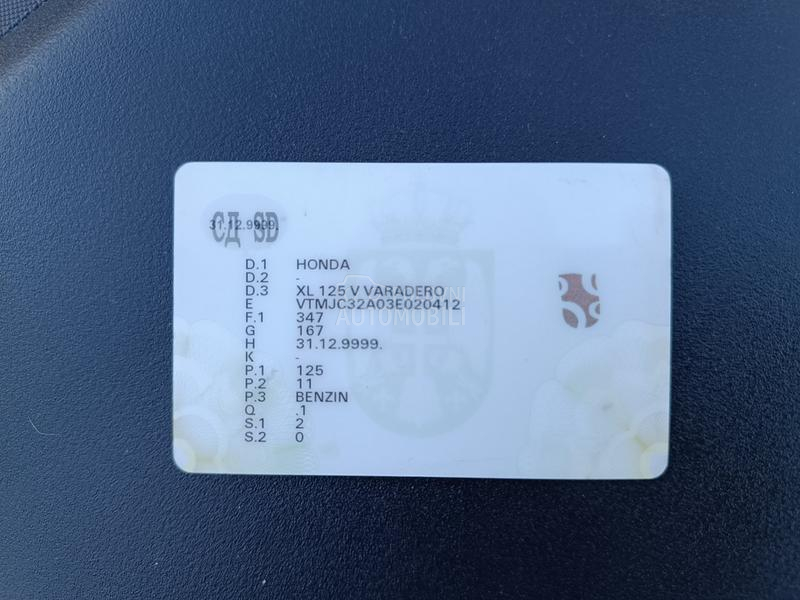 31.12.9999.
СД SD
D.1 HONDA
D.2 -
D.3 XL 125 V VARADERO
E VTMJC32A03E020412
F.1 347
G 167
H 31.12.9999.
K -
P.1 125
P.2 11
P.3 BENZIN
Q .1
S.1 2
S.2 0
AUTOMOBILI